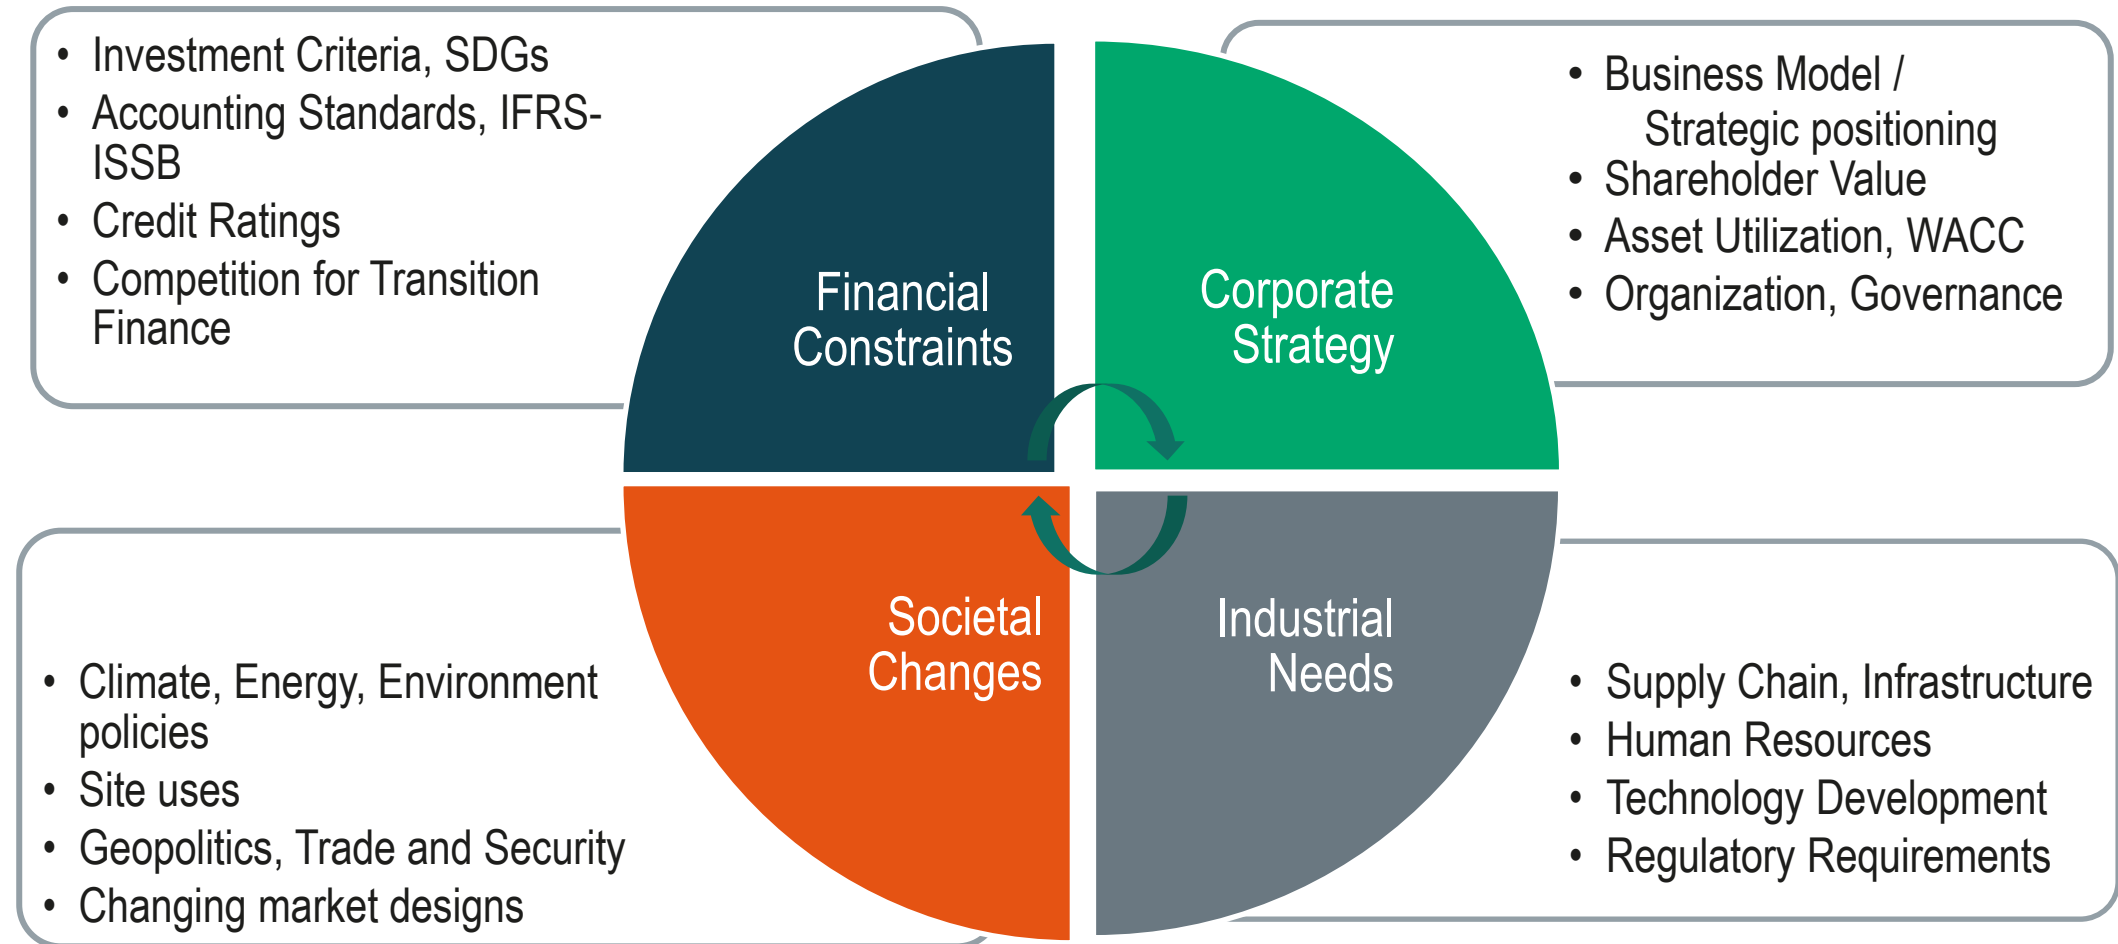 • Investment Criteria, SDGs
• Accounting Standards, IFRS-
ISSB
• Credit Ratings
• Competition for Transition
Finance
Financial
Constraints
Corporate
Strategy
• Business Model /
Strategic positioning
• Shareholder Value
• Asset Utilization, WACC
• Organization, Governance
• Climate, Energy, Environment
policies
• Site uses
• Geopolitics, Trade and Security
• Changing market designs
Societal
Changes
Industrial
Needs
• Supply Chain, Infrastructure
• Human Resources
• Technology Development
• Regulatory Requirements